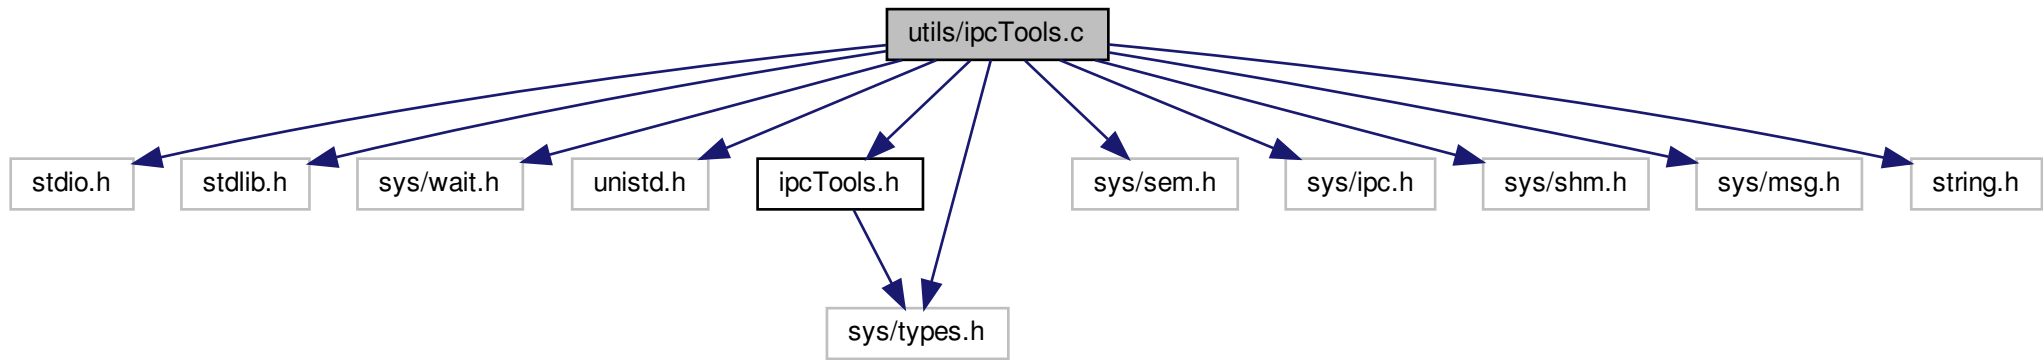 utils/ipcTools.c
stdio.h
stdlib.h
sys/wait.h
unistd.h
ipcTools.h
sys/sem.h
sys/ipc.h
sys/shm.h
sys/msg.h
string.h
sys/types.h